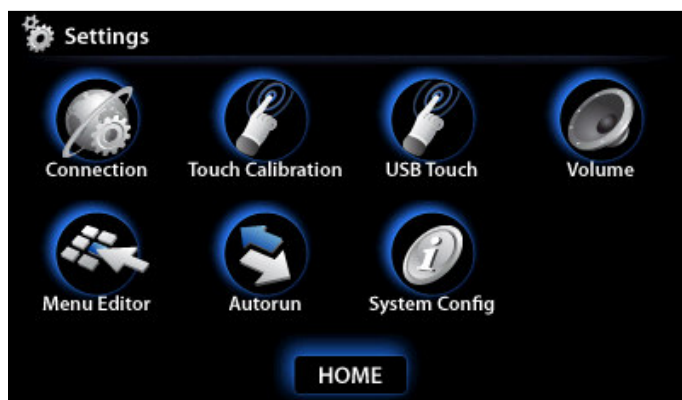 Settings
Connection Touch Calibration USB Touch Volume
Menu Editor Autorun System Config
HOME